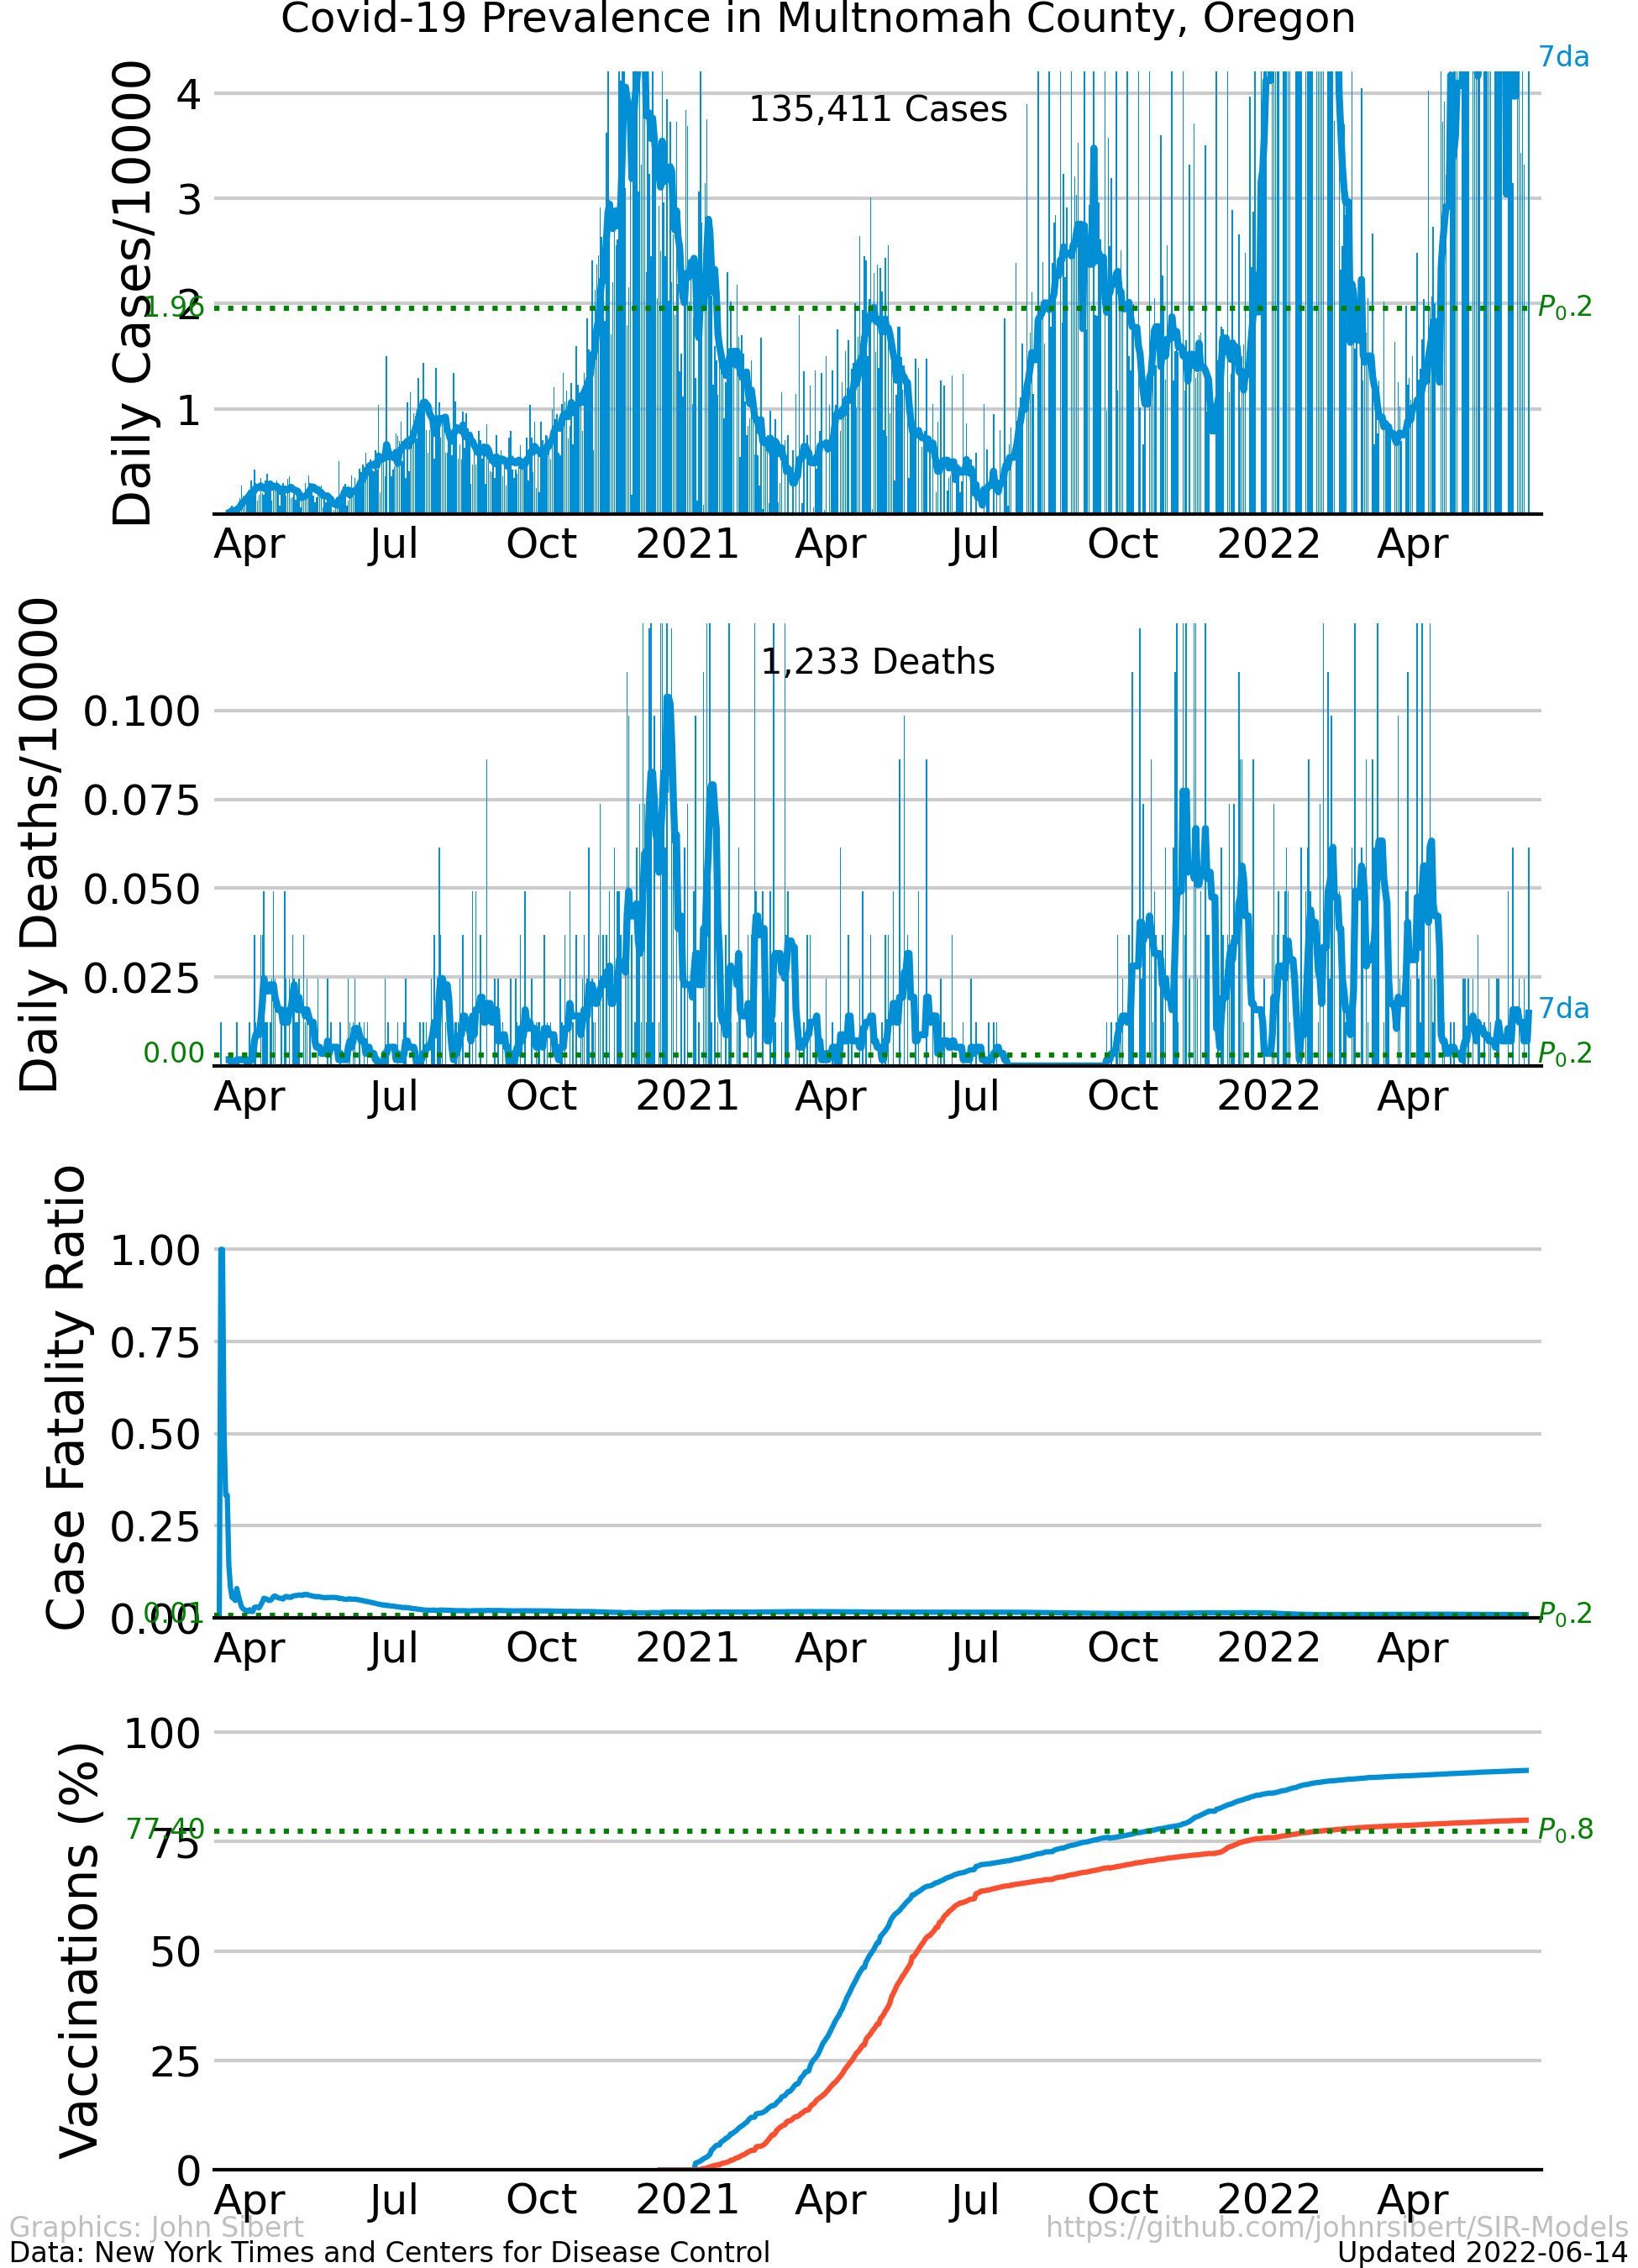 Covid-19 Prevalence in Multnomah County, Oregon
Daily Cases/10000
4
3
2
1
1.96
135,411 Cases
7da
P0.2
Apr Jul Oct 2021 Apr Jul Oct 2022 Apr
Daily Deaths/10000
0.100
0.075
0.050
0.025
0.00
1,233 Deaths
7da
P0.2
Apr Jul Oct 2021 Apr Jul Oct 2022 Apr
Case Fatality Ratio
1.00
0.75
0.50
0.25
0.00
0.01
P0.2
Apr Jul Oct 2021 Apr Jul Oct 2022 Apr
Vaccinations (%)
100
77.40
75
50
25
0
P0.8
Apr Jul Oct 2021 Apr Jul Oct 2022 Apr
Graphics: John Sibert
https://github.com/johnrsibert/SIR-Models
Data: New York Times and Centers for Disease Control
Updated 2022-06-14